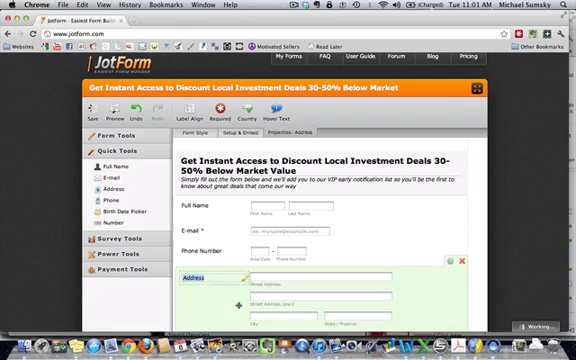 Chrome File Edit View History Bookmarks Window Help
(Charged) Tue 11:01 AM Michael Sumsky
JotForm - Easiest Form Buil
www.jotform.com
Websites
Motivated Sellers Read Later Other Bookmarks
JotForm
EASIEST FORM BUILDER
My Forms FAQ User Guide Forum Blog Pricing
Get Instant Access to Discount Local Investment Deals 30-50% Below Market
Save Preview Undo Redo Label Align Required Country Hover Text
Form Tools
Form Style Setup & Embed Properties: Address
Quick Tools
Full Name
E-mail
Address
Phone
Birth Date Picker
Number
Survey Tools
Power Tools
Payment Tools
Get Instant Access to Discount Local Investment Deals 30-
50% Below Market Value
Simply fill out the form below and we'll add you to our VIP early notification list so you'll be the first to
know about great deals that come our way
Full Name
First Name Last Name
E-mail *
ex: myname@example.com
Phone Number
-
Area Code Phone Number
Address
Street Address
Street Address Line 2
City State / Province
Working...